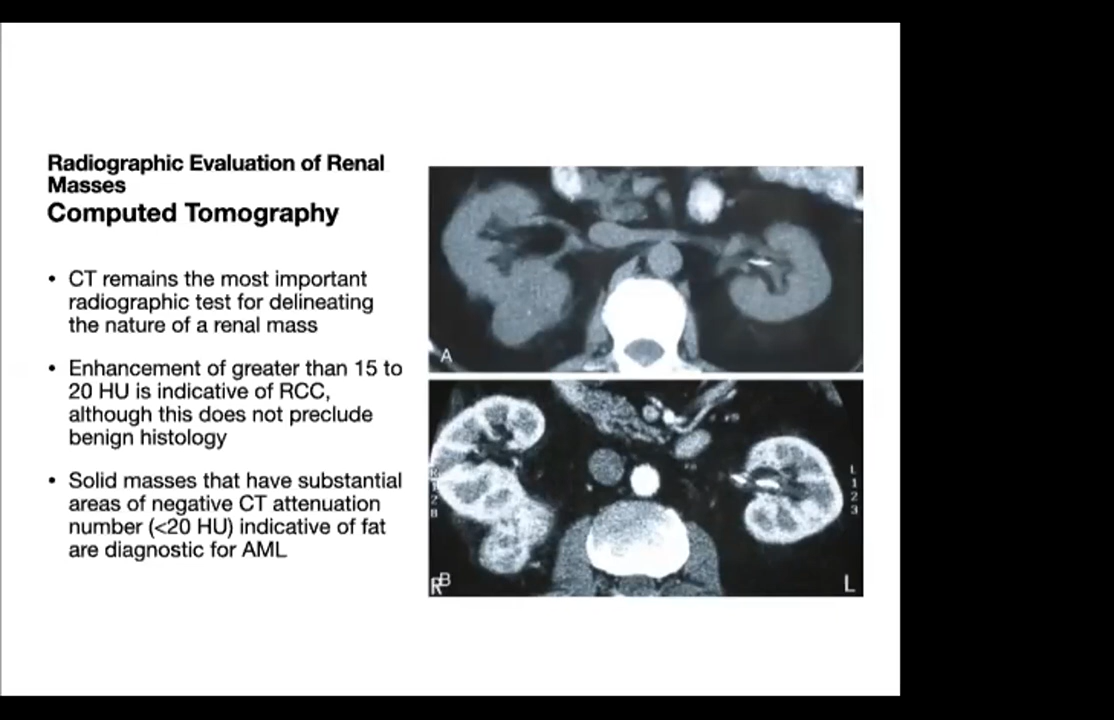 Radiographic Evaluation of Renal
Masses
Computed Tomography
• CT remains the most important
radiographic test for delineating
the nature of a renal mass
• Enhancement of greater than 15 to
20 HU is indicative of RCC,
although this does not preclude
benign histology
• Solid masses that have substantial
areas of negative CT attenuation
number (<20 HU) indicative of fat
are diagnostic for AML
A
L
1
2
3
R
B
L